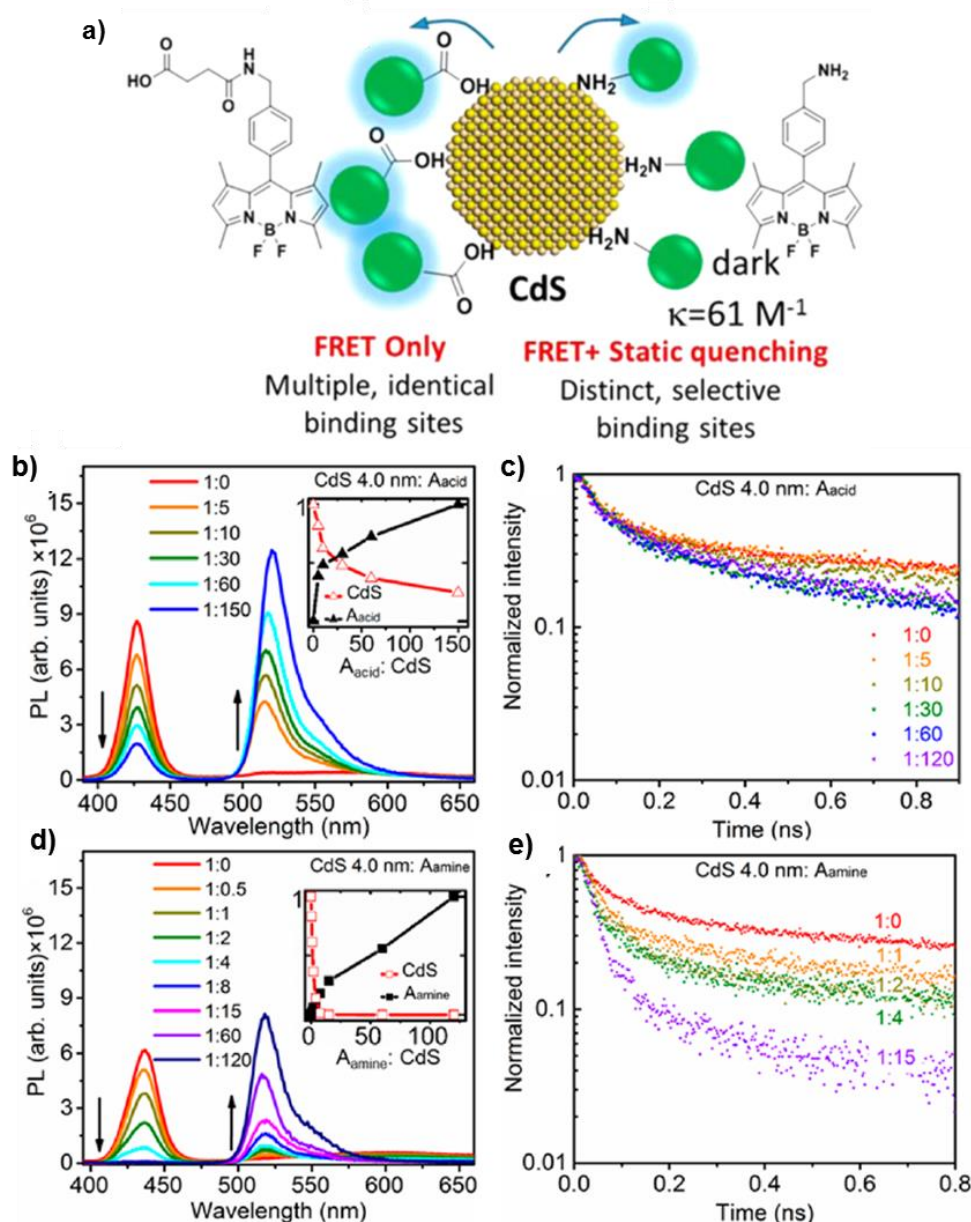 a)
O
HO
O
H
N
N
N
B
F F
O
OH
O
OH
O
OH
NH2
H2N
H2N
CdS
dark
κ=61 M-1
NH2
N
N
B
F F
FRET Only
Multiple, identical
binding sites
FRET+ Static quenching
Distinct, selective
binding sites
b)
PL (arb. units) ×10^6
15
12
9
6
3
0
400 450 500 550 600 650
Wavelength (nm)
1:0
1:5
1:10
1:30
1:60
1:150
CdS 4.0 nm: Aacid
1
CdS
Aacid
0 25 50 75 100 125 150
Aacid: CdS
c)
Normalized intensity
1
0.1
0.01
0.0 0.2 0.4 0.6 0.8
Time (ns)
CdS 4.0 nm: Aacid
1:0
1:5
1:10
1:30
1:60
1:120
d)
PL (arb. units)×10^6
15
12
9
6
3
0
400 450 500 550 600 650
Wavelength (nm)
1:0
1:0.5
1:1
1:2
1:4
1:8
1:15
1:60
1:120
CdS 4.0 nm: Aamine
1
CdS
Aamine
0 50 100
Aamine: CdS
e)
Normalized intensity
1
0.1
0.01
0.0 0.2 0.4 0.6 0.8
Time (ns)
CdS 4.0 nm: Aamine
1:0
1:1
1:2
1:4
1:15